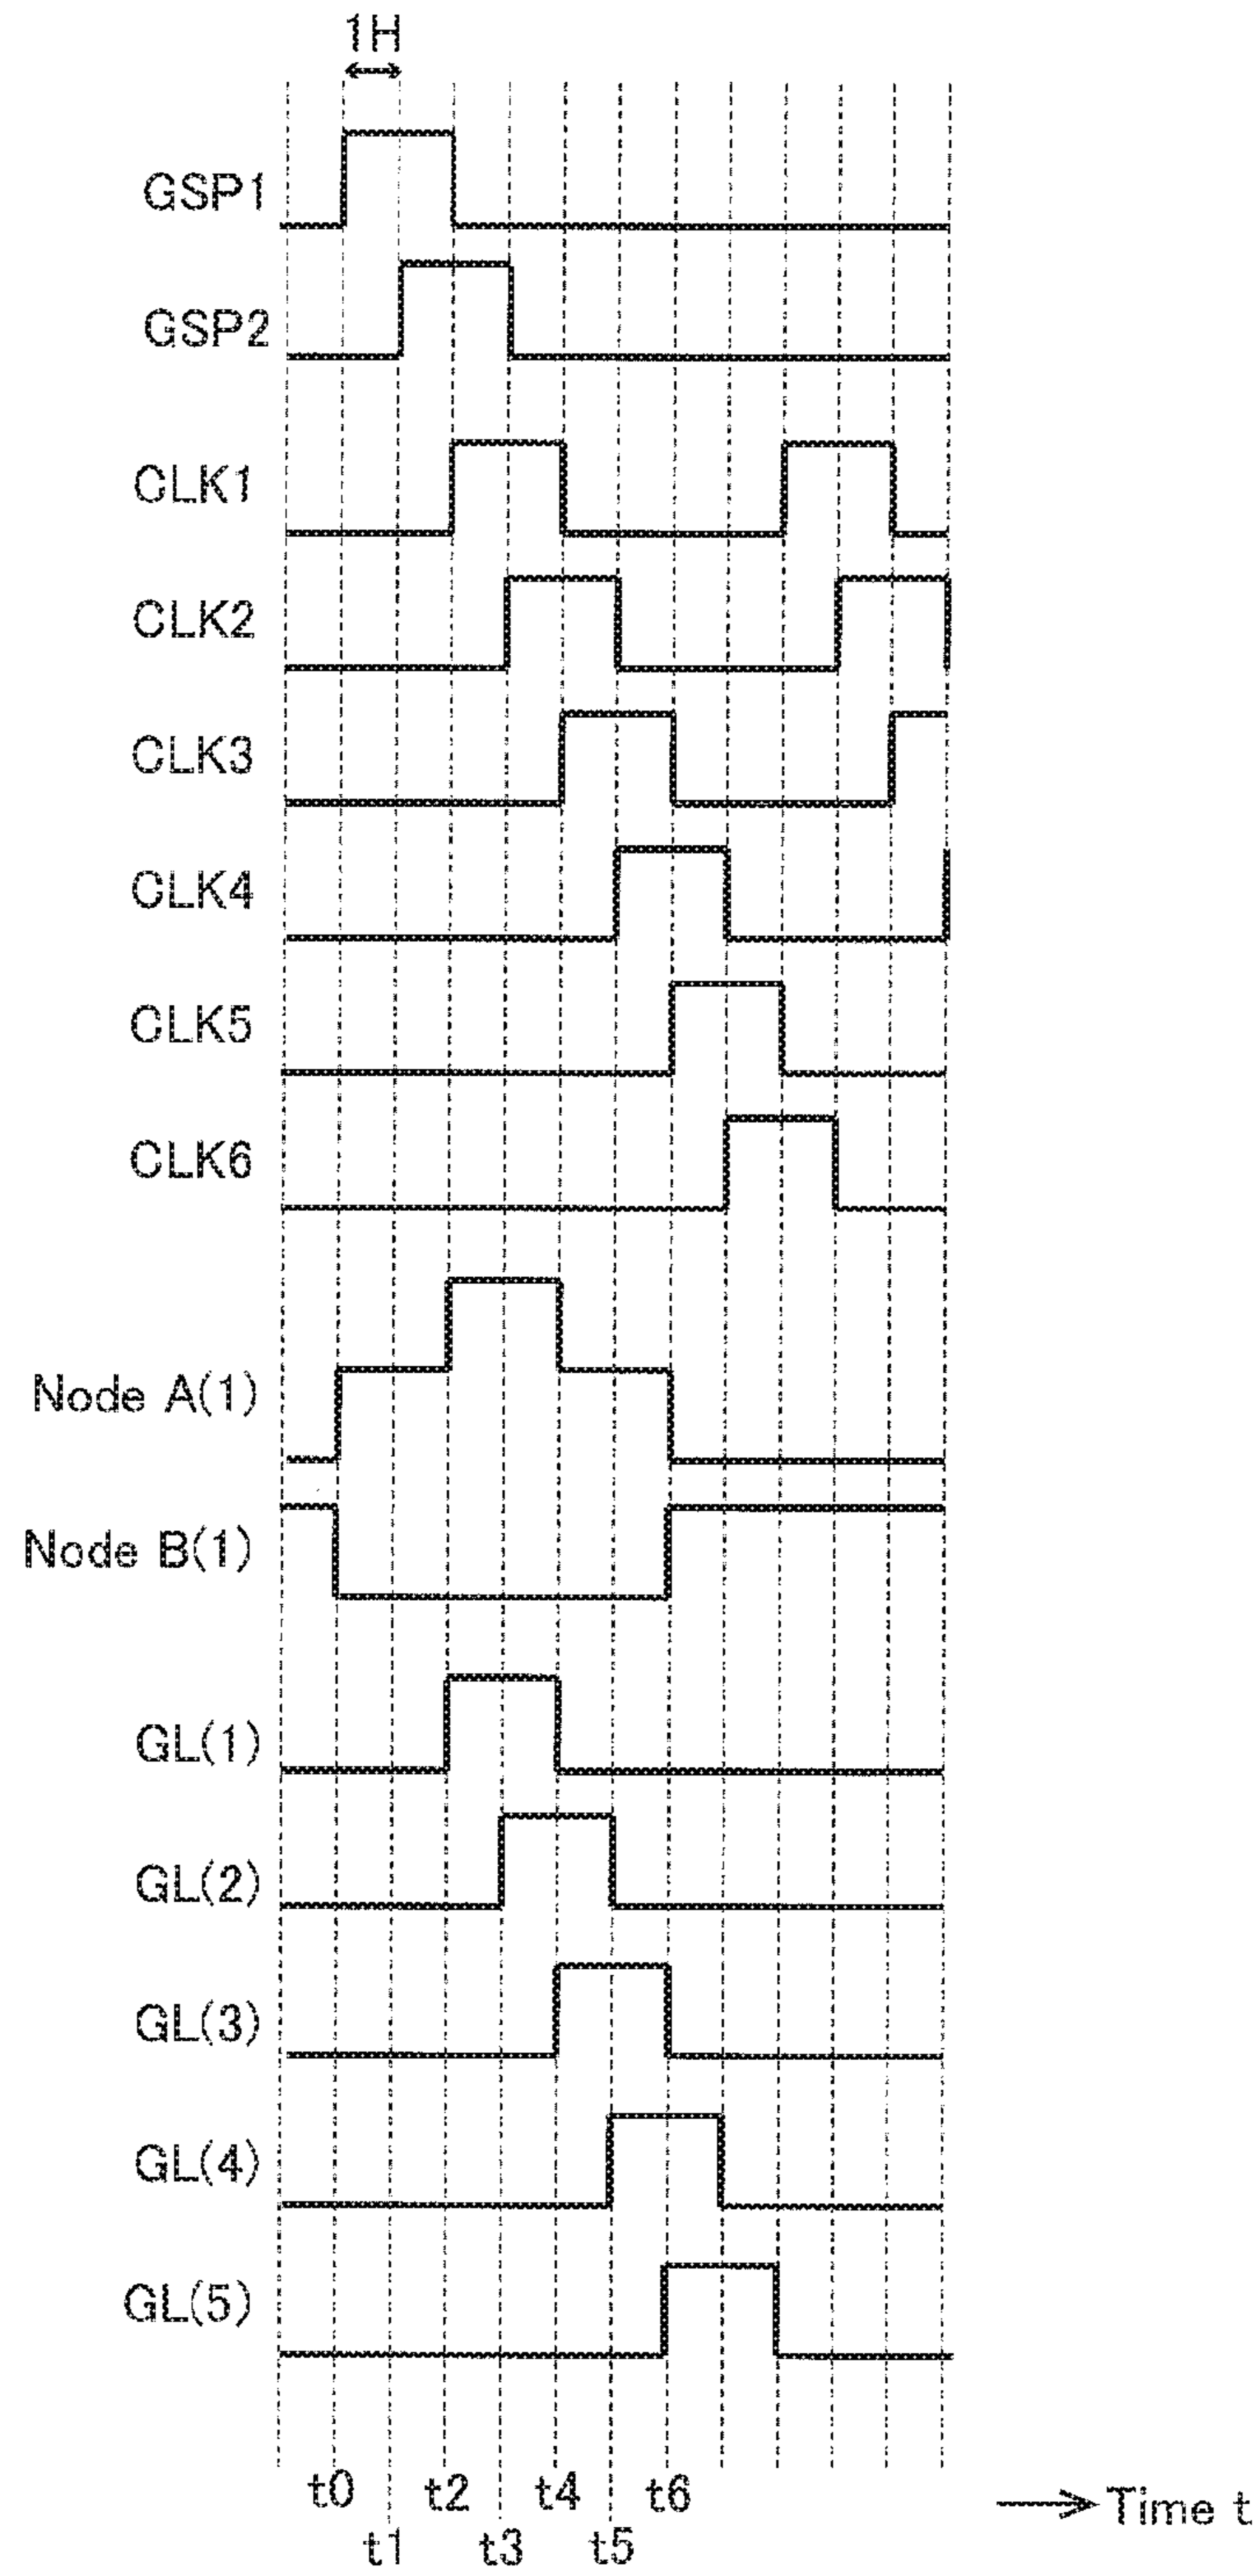 1H
GSP1
GSP2
CLK1
CLK2
CLK3
CLK4
CLK5
CLK6
Node A(1)
Node B(1)
GL(1)
GL(2)
GL(3)
GL(4)
GL(5)
t0 t2 t4 t6
Time t
t1 t3 t5